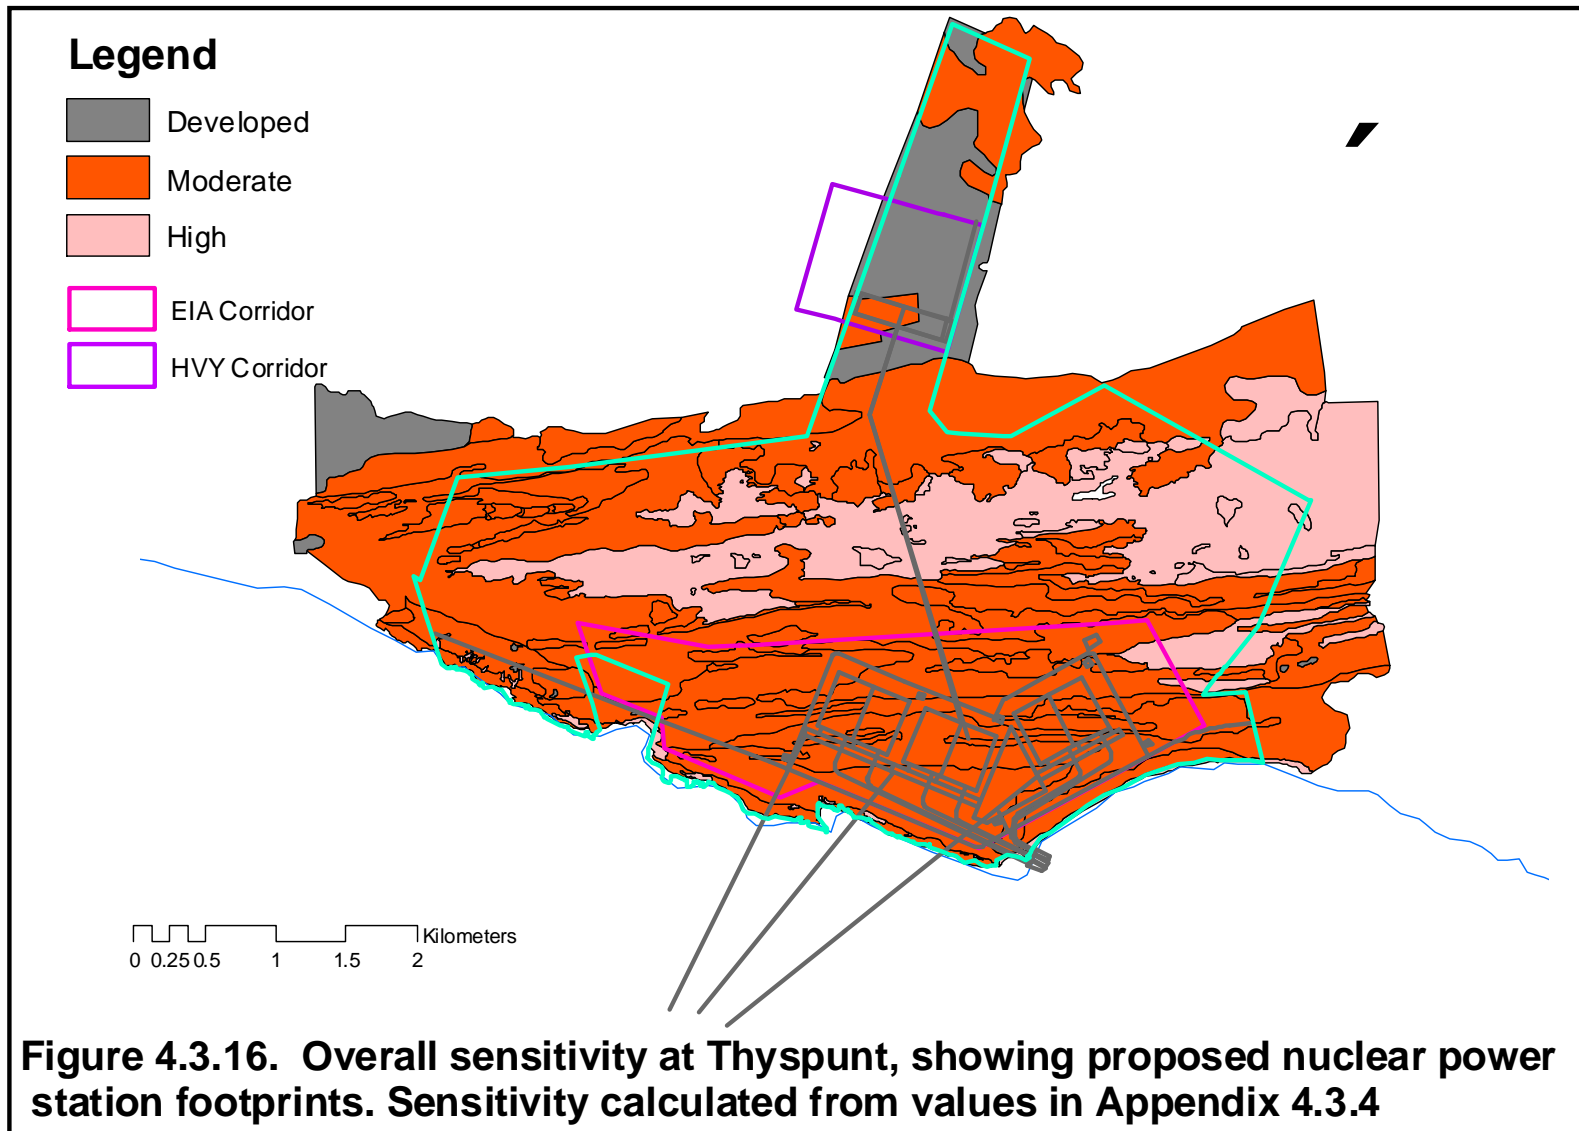 Legend
Developed
Moderate
High
EIA Corridor
HVY Corridor
Kilometers
0 0.25 0.5 1 1.5 2
Figure 4.3.16. Overall sensitivity at Thyspunt, showing proposed nuclear power
station footprints. Sensitivity calculated from values in Appendix 4.3.4